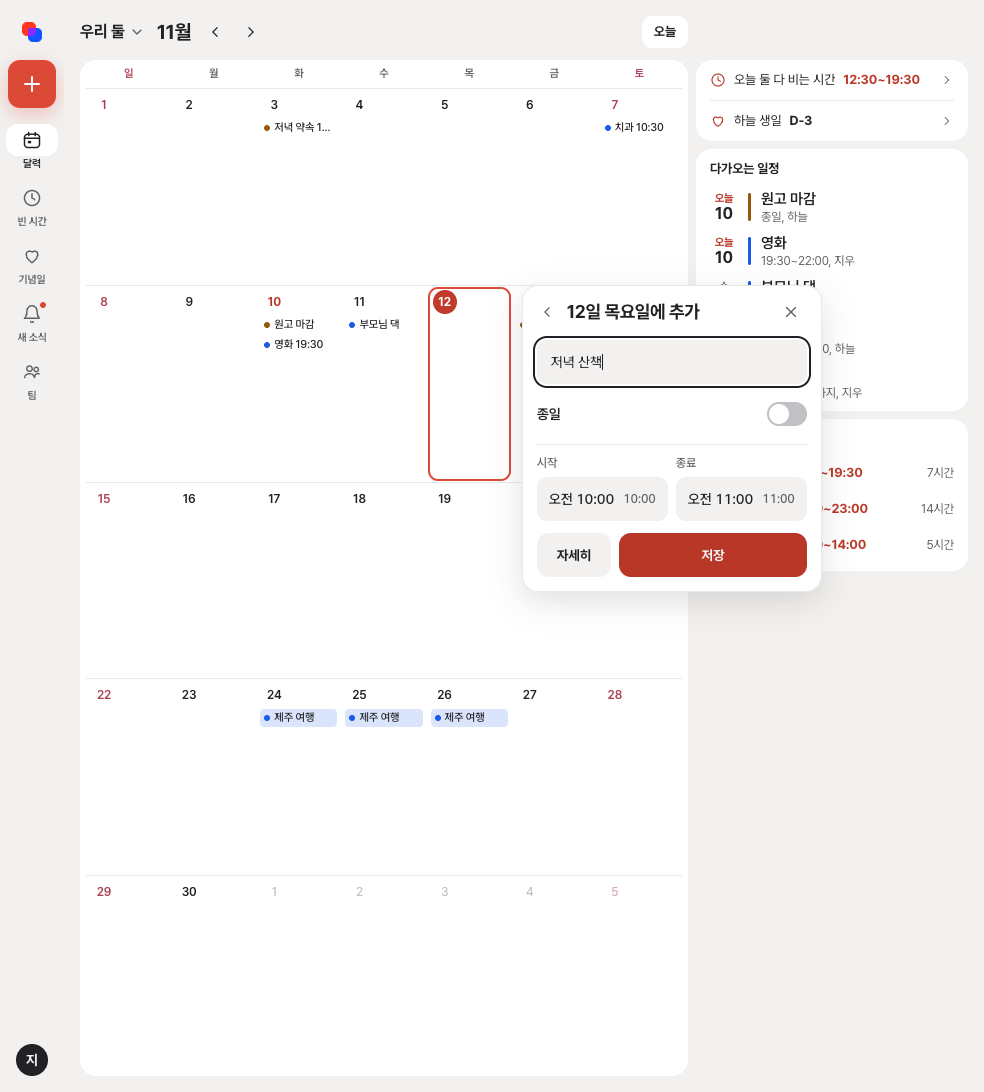 우리 둘
11월
오늘
달력
빈 시간
기념일
새 소식
팀
지
일 월 화 수 목 금 토
1 2 3 4 5 6 7
저녁 약속 1...
치과 10:30
8 9 10 11 12
원고 마감
부모님 댁
영화 19:30
15 16 17 18 19
22 23 24 25 26 27 28
제주 여행 제주 여행 제주 여행
29 30 1 2 3 4 5
오늘 둘 다 비는 시간 12:30~19:30
하늘 생일 D-3
다가오는 일정
오늘
10
원고 마감
종일, 하늘
오늘
10
영화
19:30~22:00, 지우
부모님 댁
0, 하늘
까지, 지우
~19:30 7시간
~23:00 14시간
~14:00 5시간
12일 목요일에 추가
저녁 산책
종일
시작
종료
오전 10:00 10:00
오전 11:00 11:00
자세히
저장